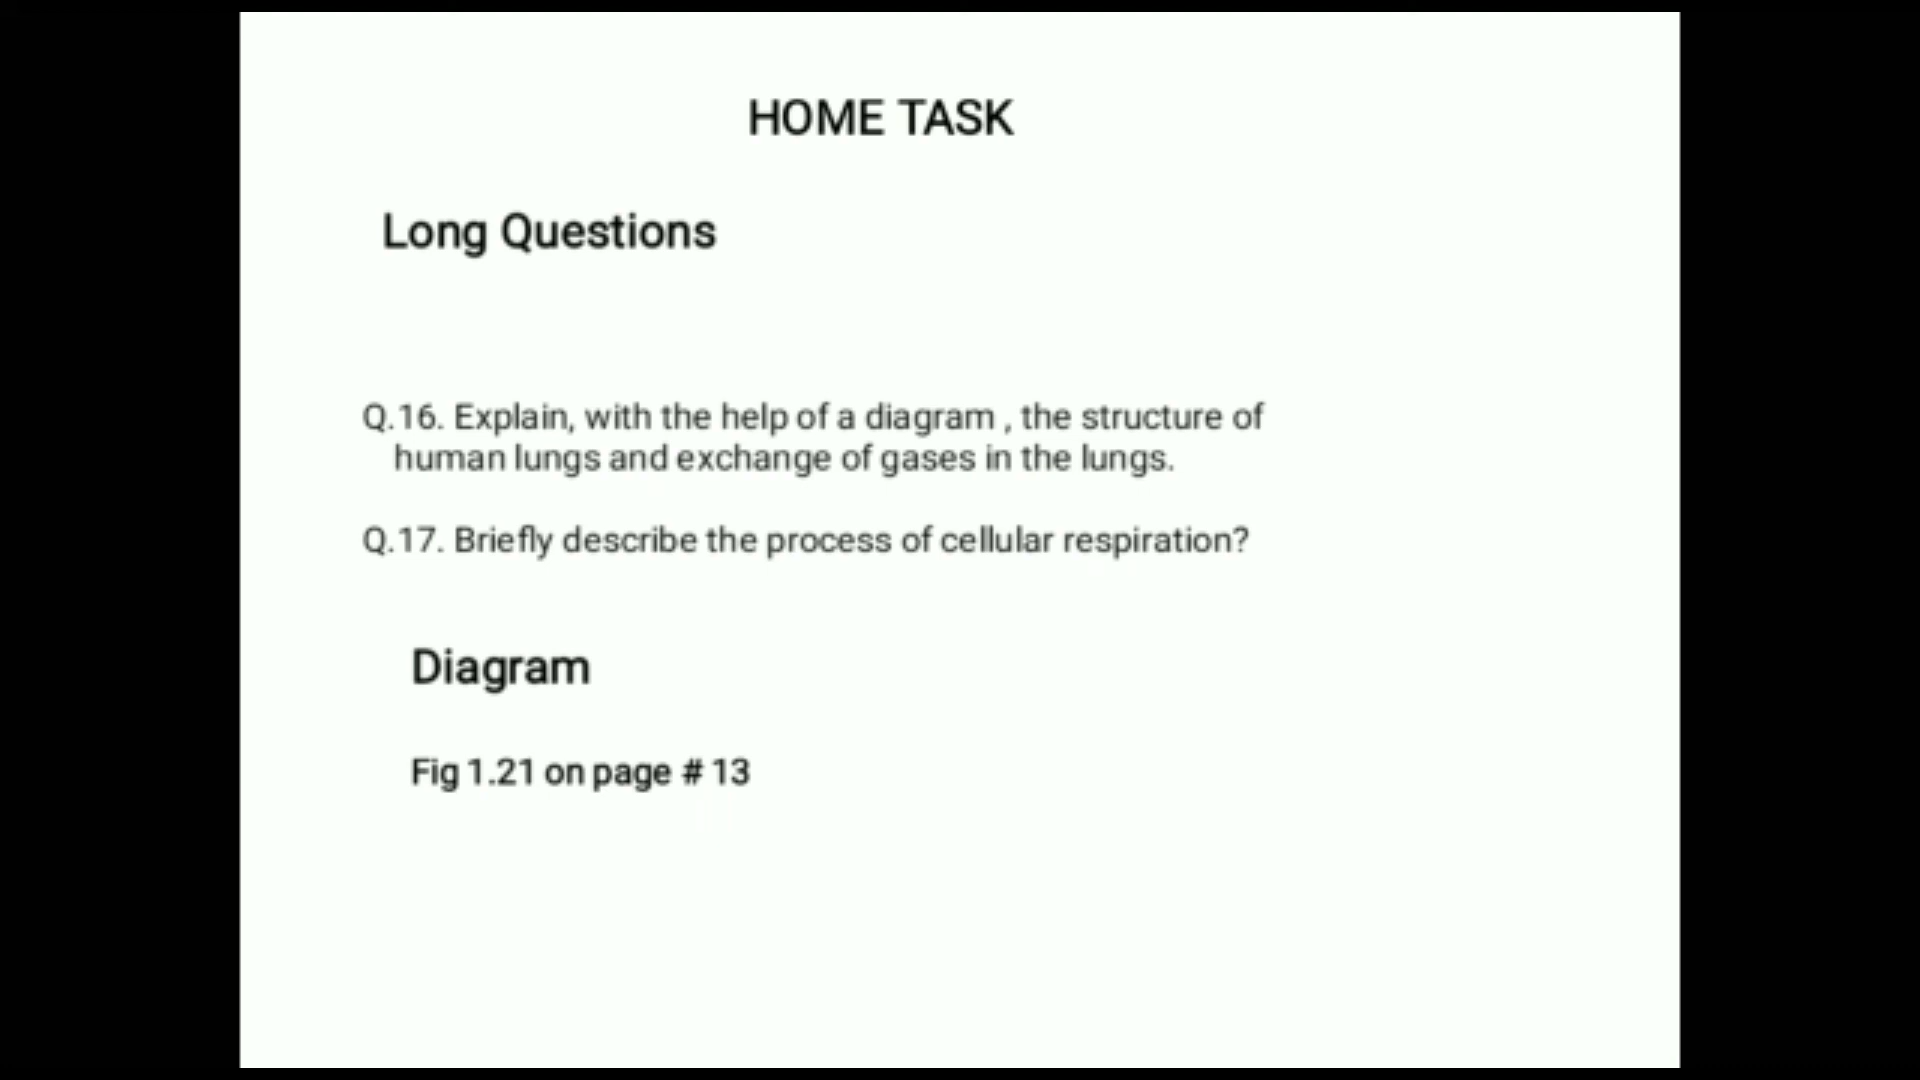 HOME TASK
Long Questions
Q.16. Explain, with the help of a diagram , the structure of
human lungs and exchange of gases in the lungs.
Q.17. Briefly describe the process of cellular respiration?
Diagram
Fig 1.21 on page # 13